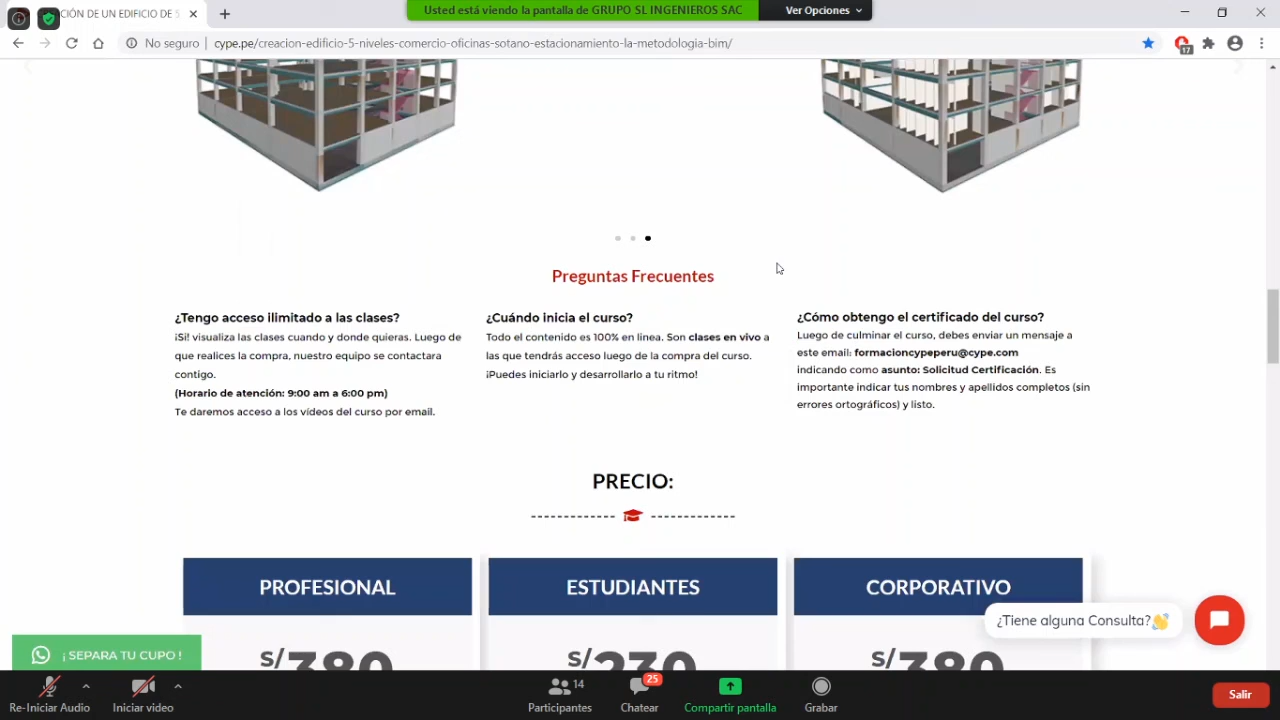 CIÓN DE UN EDIFICIO DE 5
Usted está viendo la pantalla de GRUPO SL INGENIEROS SAC
Ver Opciones
No seguro | cype.pe/creacion-edificio-5-niveles-comercio-oficinas-sotano-estacionamiento-la-metodologia-bim/
17
Preguntas Frecuentes
¿Tengo acceso ilimitado a las clases?
¡Si! visualiza las clases cuando y donde quieras. Luego de
que realices la compra, nuestro equipo se contactara
contigo.
(Horario de atención: 9:00 am a 6:00 pm)
Te daremos acceso a los vídeos del curso por email.
¿Cuándo inicia el curso?
Todo el contenido es 100% en linea. Son clases en vivo a
las que tendrás acceso luego de la compra del curso.
¡Puedes iniciarlo y desarrollarlo a tu ritmo!
¿Cómo obtengo el certificado del curso?
Luego de culminar el curso, debes enviar un mensaje a
este email: formacioncypeperu@cype.com
indicando como asunto: Solicitud Certificación. Es
importante indicar tus nombres y apellidos completos (sin
errores ortográficos) y listo.
PRECIO:
PROFESIONAL
ESTUDIANTES
CORPORATIVO
S/380
S/230
S/380
¿Tiene alguna Consulta?👋
¡ SEPARA TU CUPO !
Re-Iniciar Audio
Iniciar video
14
Participantes
25
Chatear
Compartir pantalla
Grabar
Salir